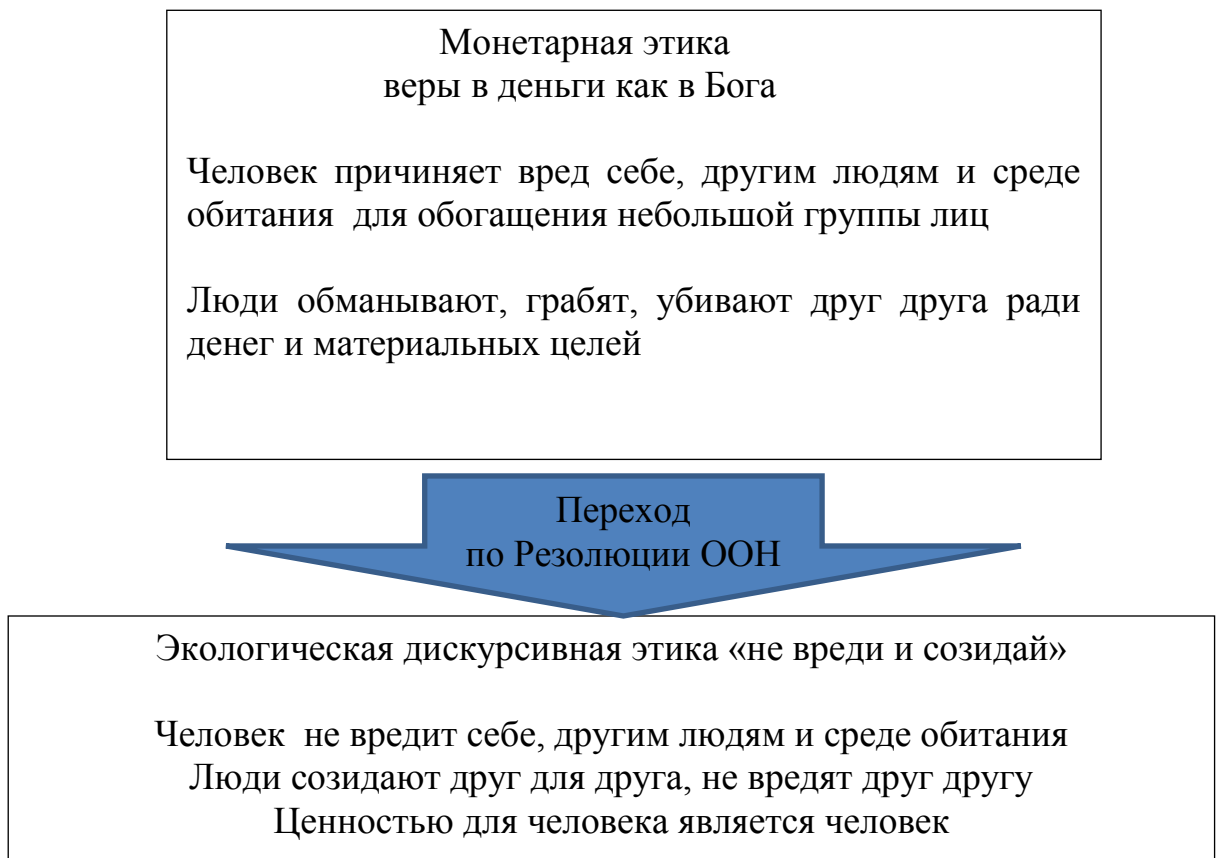 Монетарная этика
веры в деньги как в Бога
Человек причиняет вред себе, другим людям и среде
обитания для обогащения небольшой группы лиц
Люди обманывают, грабят, убивают друг друга ради
денег и материальных целей
Переход
по Резолюции ООН
Экологическая дискурсивная этика «не вреди и созидай»
Человек не вредит себе, другим людям и среде обитания
Люди созидают друг для друга, не вредят друг другу
Ценностью для человека является человек